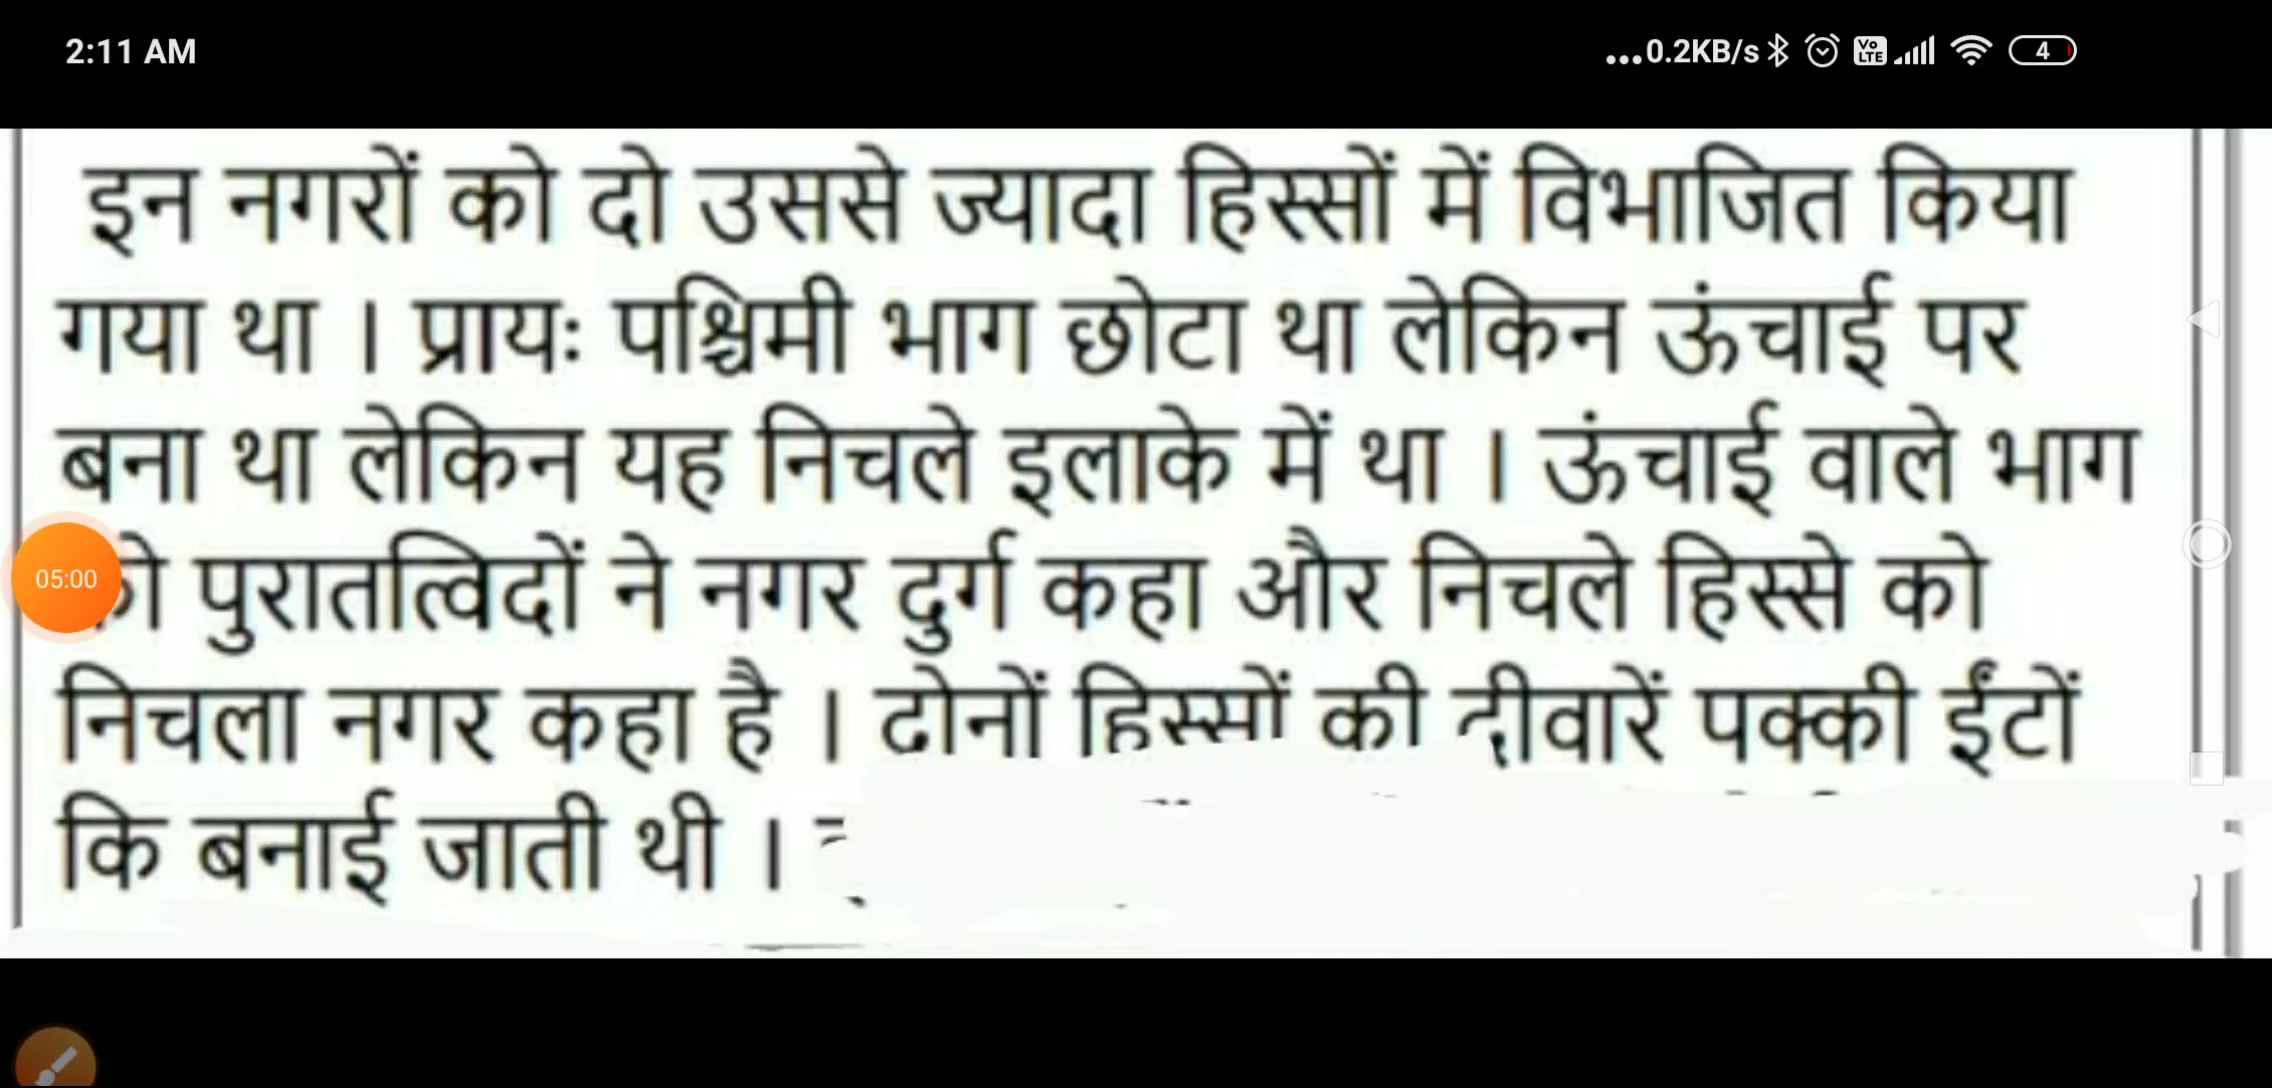 2:11 AM
...0.2KB/s VoLTE 4
इन नगरों को दो उससे ज्यादा हिस्सों में विभाजित किया
गया था । प्रायः पश्चिमी भाग छोटा था लेकिन ऊंचाई पर
बना था लेकिन यह निचले इलाके में था । ऊंचाई वाले भाग
05:00
पुरातत्विदों ने नगर दुर्ग कहा और निचले हिस्से को
निचला नगर कहा है । दोनों हिस्सों की दीवारें पक्की ईंटों
कि बनाई जाती थी ।